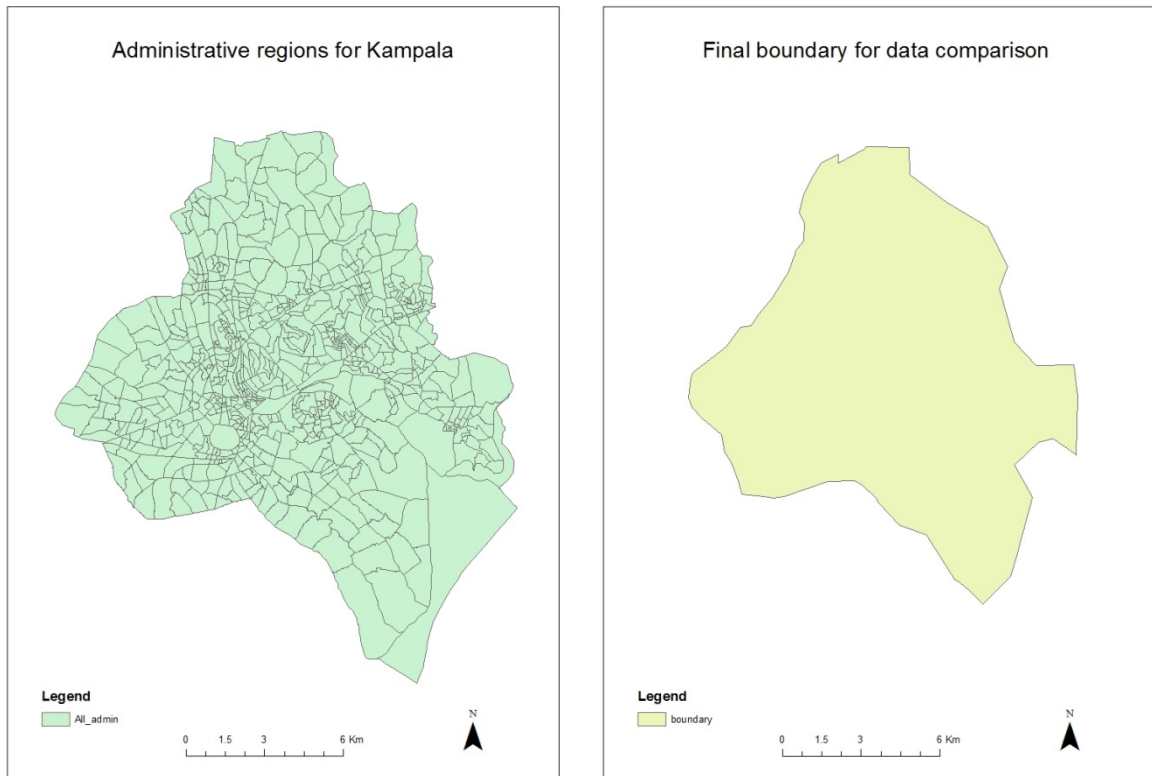 Administrative regions for Kampala
Legend
All_admin
0 1.5 3 6 Km
N
Final boundary for data comparison
Legend
boundary
0 1.5 3 6 Km
N